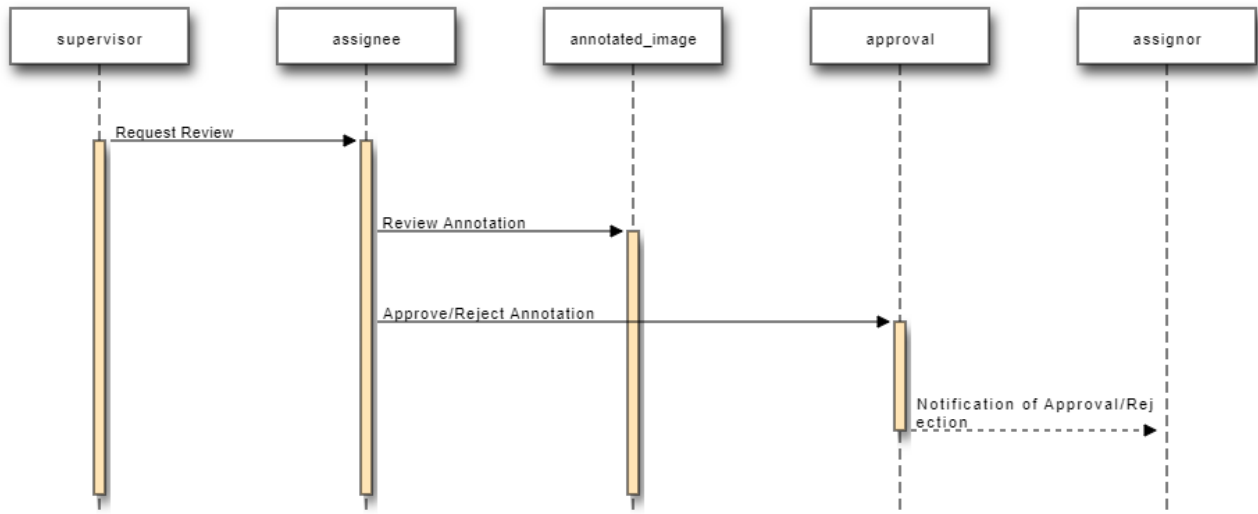 supervisor
assignee
annotated_image
approval
assignor
Request Review
Review Annotation
Approve/Reject Annotation
Notification of Approval/Rej
ection